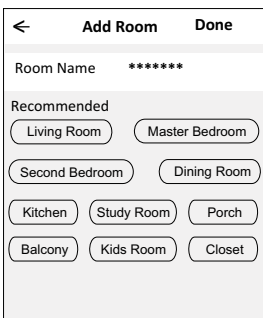 Add Room Done
Room Name *******
Recommended
Living Room Master Bedroom
Second Bedroom Dining Room
Kitchen Study Room Porch
Balcony Kids Room Closet